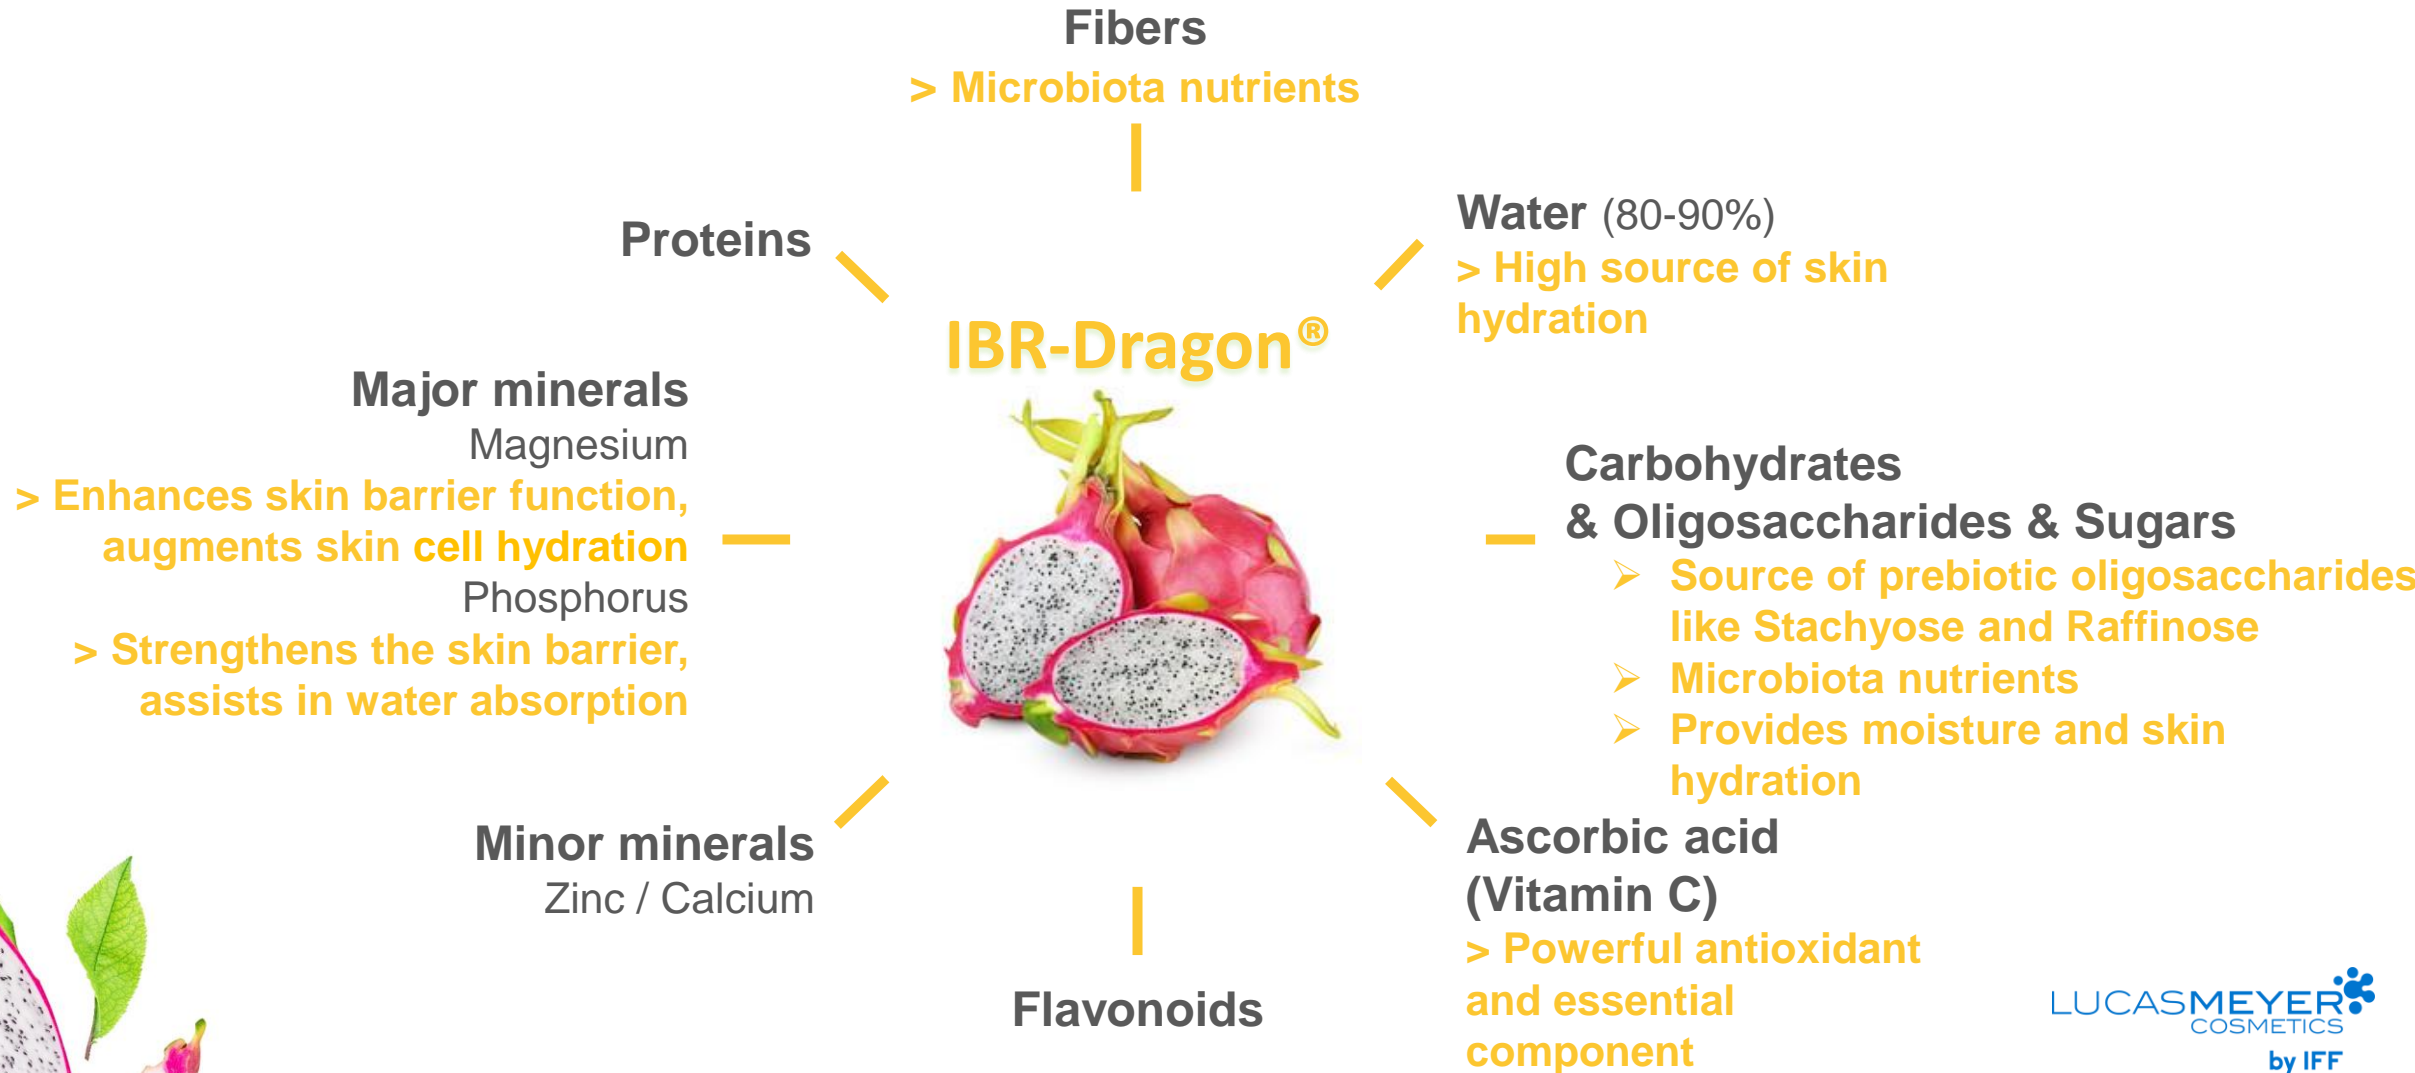 Fibers
> Microbiota nutrients
Proteins
Water (80-90%)
> High source of skin
hydration
IBR-Dragon®
Major minerals
Magnesium
> Enhances skin barrier function,
augments skin cell hydration
Phosphorus
> Strengthens the skin barrier,
assists in water absorption
Carbohydrates
& Oligosaccharides & Sugars
➢ Source of prebiotic oligosaccharides
like Stachyose and Raffinose
➢ Microbiota nutrients
➢ Provides moisture and skin
hydration
Minor minerals
Zinc / Calcium
Ascorbic acid
(Vitamin C)
> Powerful antioxidant
and essential
component
Flavonoids
LUCASMEYER
COSMETICS
by IFF